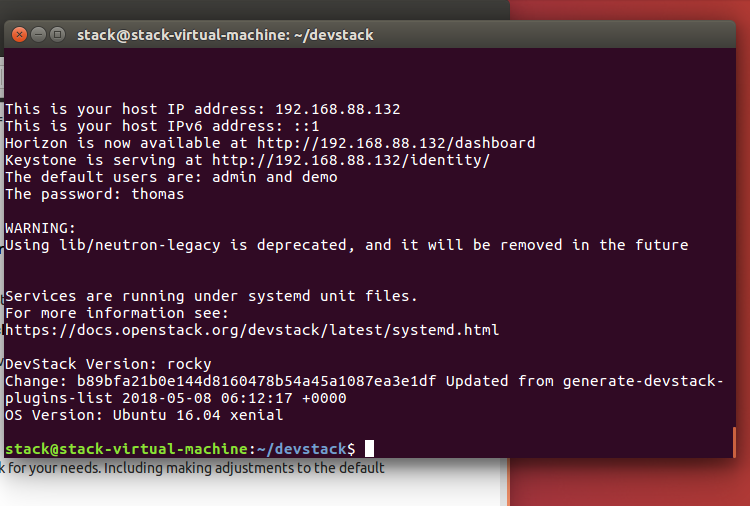 stack@stack-virtual-machine: ~/devstack
This is your host IP address: 192.168.88.132
This is your host IPv6 address: ::1
Horizon is now available at http://192.168.88.132/dashboard
Keystone is serving at http://192.168.88.132/identity/
The default users are: admin and demo
The password: thomas
WARNING:
Using lib/neutron-legacy is deprecated, and it will be removed in the future
Services are running under systemd unit files.
For more information see:
https://docs.openstack.org/devstack/latest/systemd.html
DevStack Version: rocky
Change: b89bfa21b0e144d8160478b54a45a1087ea3e1df Updated from generate-devstack-
plugins-list 2018-05-08 06:12:17 +0000
OS Version: Ubuntu 16.04 xenial
stack@stack-virtual-machine:~/devstack$
for your needs. Including making adjustments to the default